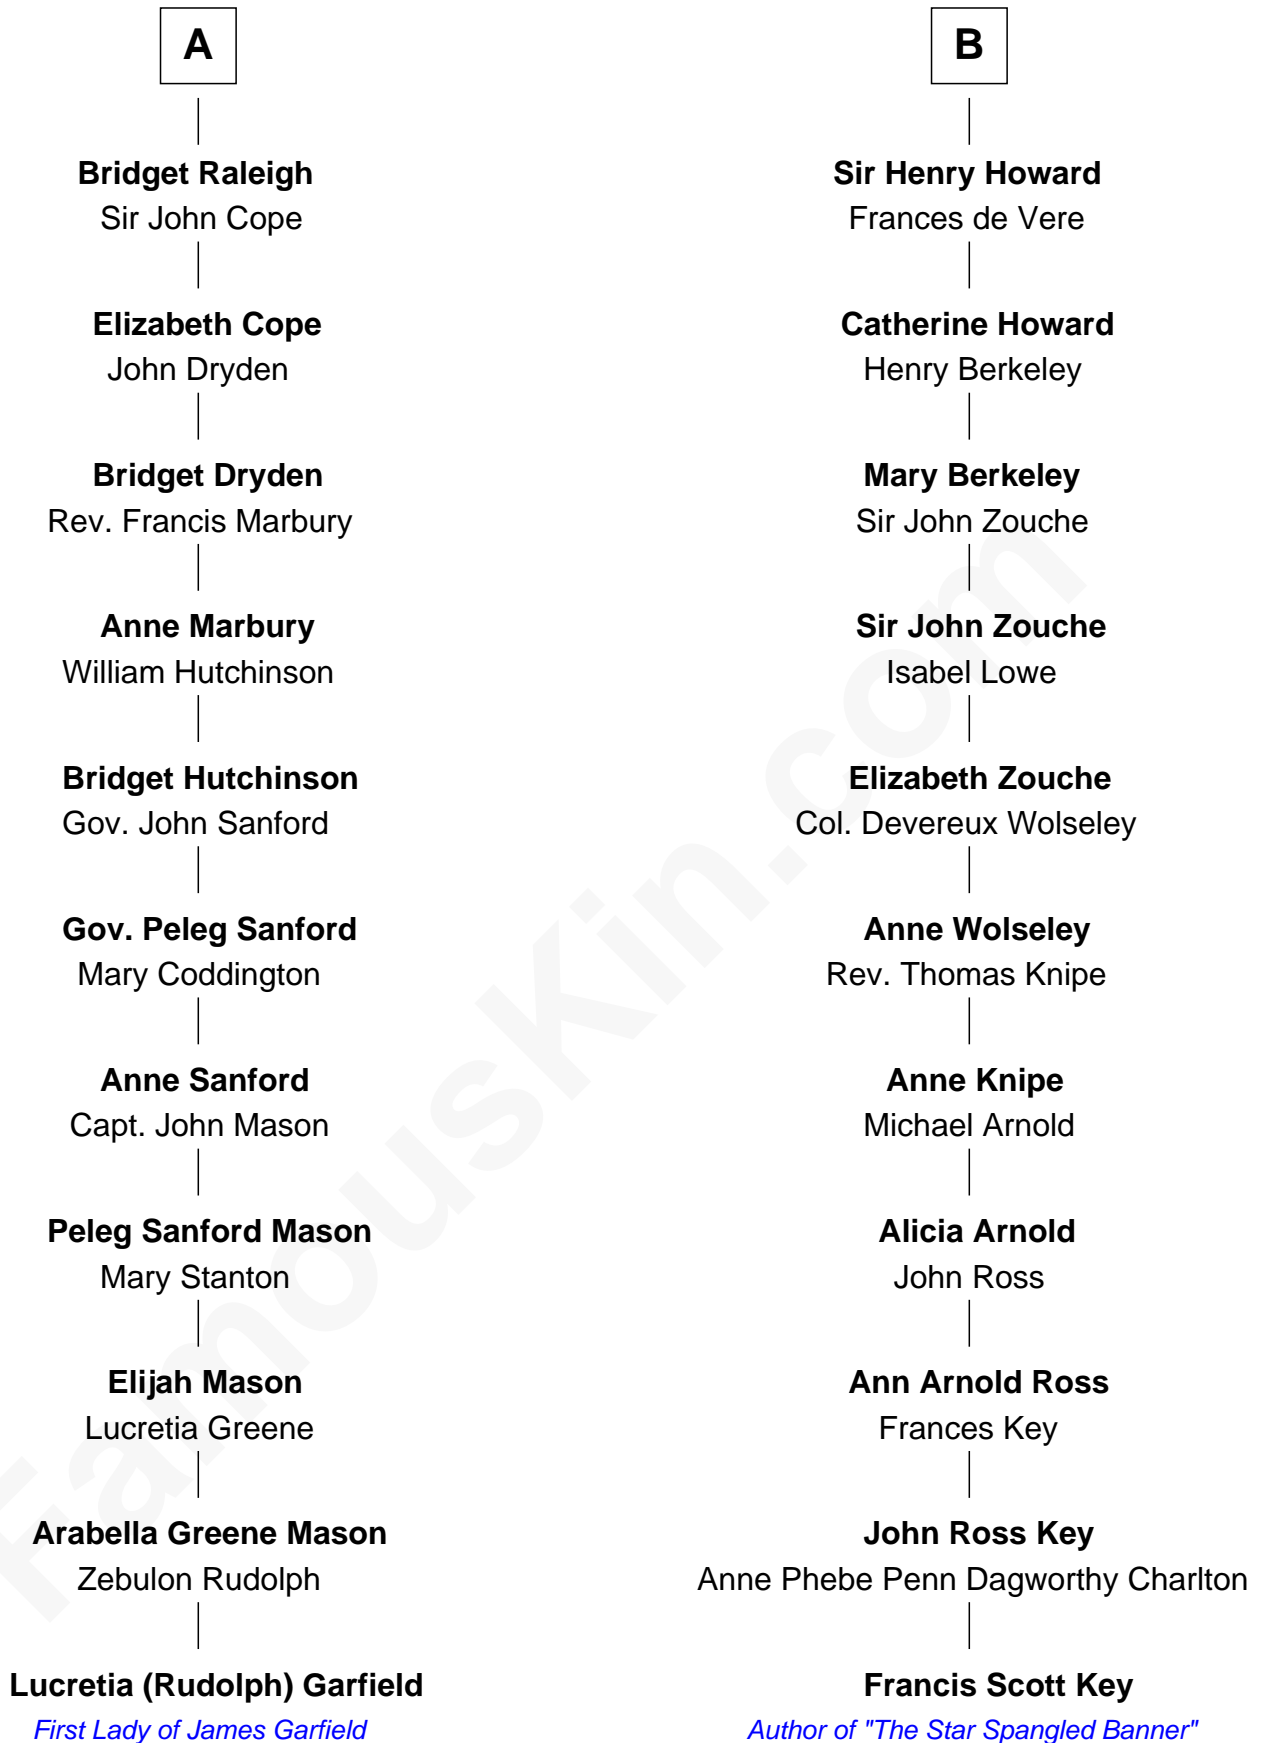 A
Bridget Raleigh
Sir John Cope
Elizabeth Cope
John Dryden
Bridget Dryden
Rev. Francis Marbury
Anne Marbury
William Hutchinson
Bridget Hutchinson
Gov. John Sanford
Gov. Peleg Sanford
Mary Coddington
Anne Sanford
Capt. John Mason
Peleg Sanford Mason
Mary Stanton
Elijah Mason
Lucretia Greene
Arabella Greene Mason
Zebulon Rudolph
Lucretia (Rudolph) Garfield
First Lady of James Garfield
B
Sir Henry Howard
Frances de Vere
Catherine Howard
Henry Berkeley
Mary Berkeley
Sir John Zouche
Sir John Zouche
Isabel Lowe
Elizabeth Zouche
Col. Devereux Wolseley
Anne Wolseley
Rev. Thomas Knipe
Anne Knipe
Michael Arnold
Alicia Arnold
John Ross
Ann Arnold Ross
Frances Key
John Ross Key
Anne Phebe Penn Dagworthy Charlton
Francis Scott Key
Author of "The Star Spangled Banner"
FamousKin.com